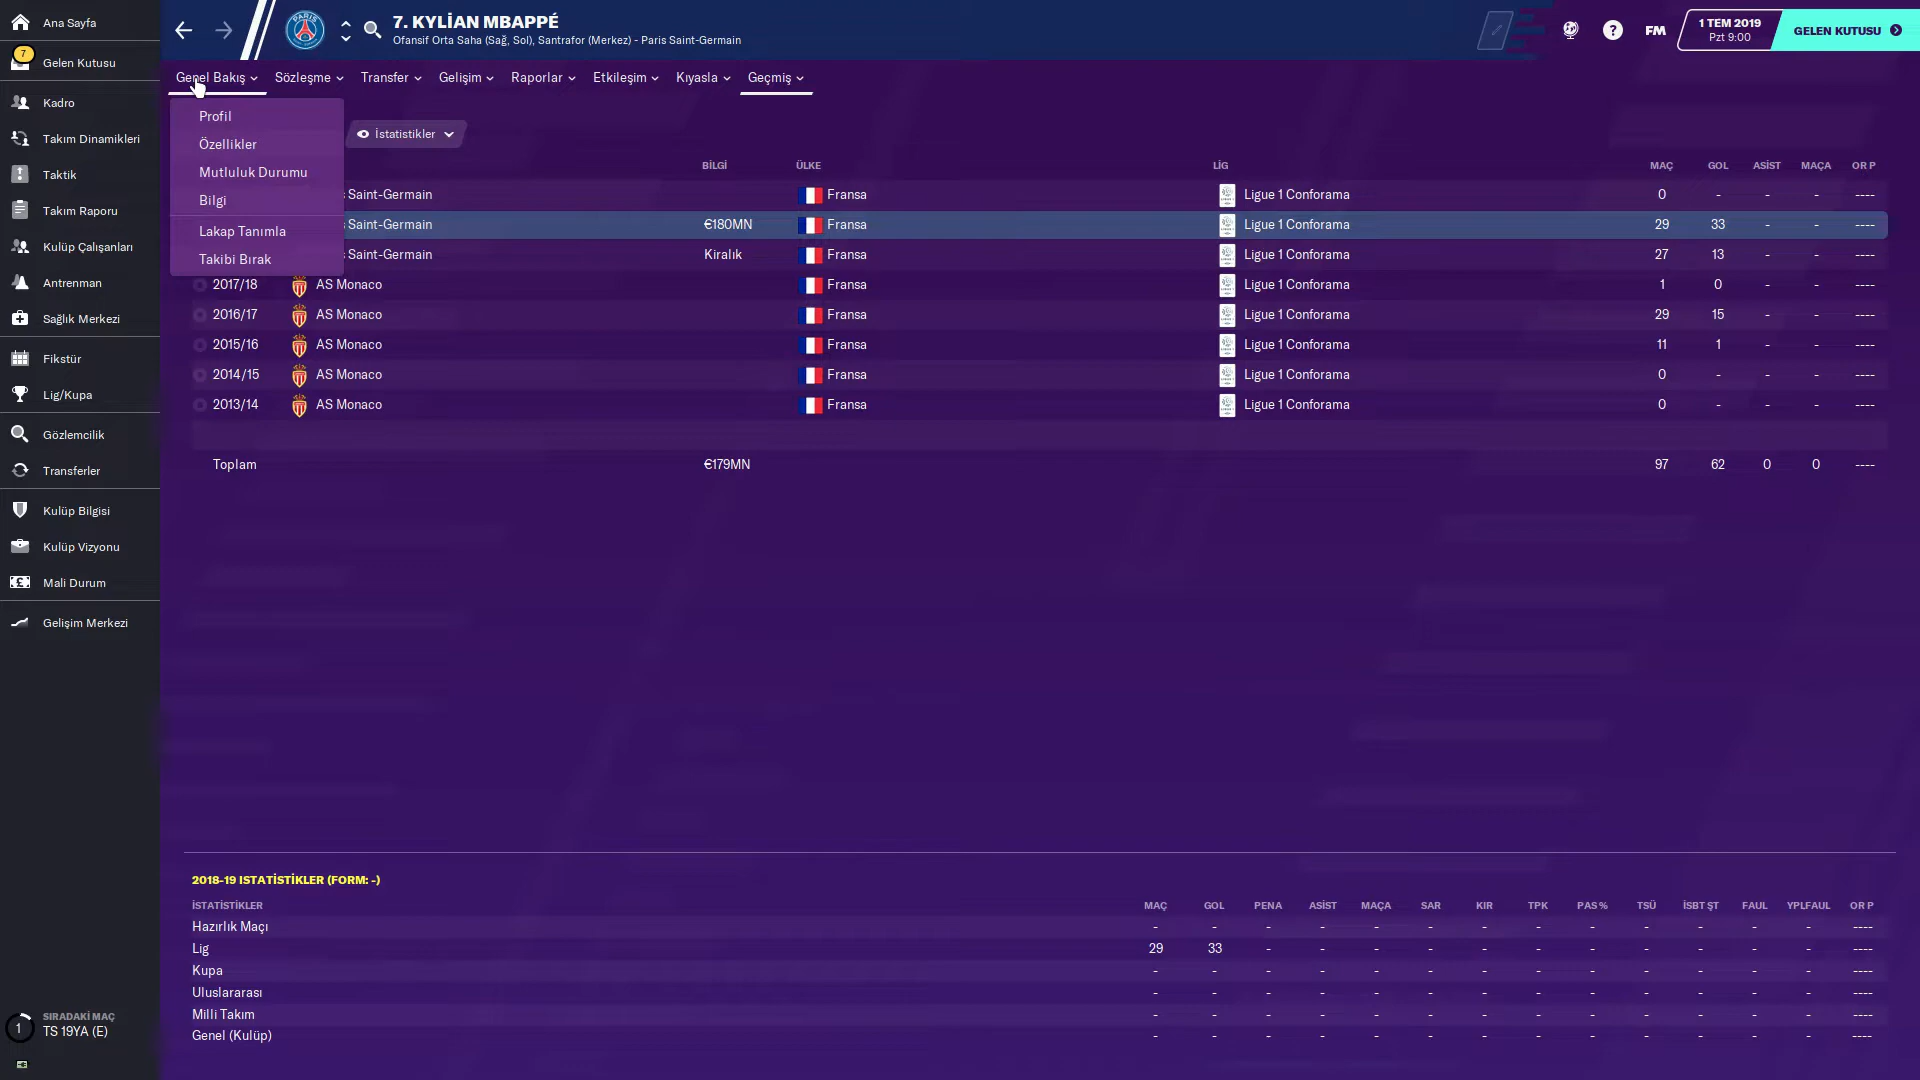 Ana Sayfa
7
Gelen Kutusu
Kadro
Takım Dinamikleri
Taktik
Takım Raporu
Kulüp Çalışanları
Antrenman
Sağlık Merkezi
Fikstür
Lig/Kupa
Gözlemcilik
Transferler
Kulüp Bilgisi
Kulüp Vizyonu
Mali Durum
Gelişim Merkezi
1
SIRADAKİ MAÇ
TS 19YA (E)
PARIS
7. KYLİAN MBAPPÉ
Ofansif Orta Saha (Sağ, Sol), Santrafor (Merkez) - Paris Saint-Germain
? FM
1 TEM 2019
Pzt 9:00
GELEN KUTUSU
Genel Bakış Sözleşme Transfer Gelişim Raporlar Etkileşim Kıyasla Geçmiş
Profil
Özellikler
Mutluluk Durumu
Bilgi
Lakap Tanımla
Takibi Bırak
İstatistikler
BİLGİ ÜLKE LİG MAÇ GOL ASİST MAÇA OR P
Saint-Germain Fransa Ligue 1 Conforama 0 - - - ----
Saint-Germain €180MN Fransa Ligue 1 Conforama 29 33 - - ----
Saint-Germain Kiralık Fransa Ligue 1 Conforama 27 13 - - ----
2017/18 AS Monaco Fransa Ligue 1 Conforama 1 0 - - ----
2016/17 AS Monaco Fransa Ligue 1 Conforama 29 15 - - ----
2015/16 AS Monaco Fransa Ligue 1 Conforama 11 1 - - ----
2014/15 AS Monaco Fransa Ligue 1 Conforama 0 - - - ----
2013/14 AS Monaco Fransa Ligue 1 Conforama 0 - - - ----
Toplam €179MN 97 62 0 0 ----
2018-19 ISTATİSTİKLER (FORM: -)
İSTATİSTİKLER MAÇ GOL PENA ASİST MAÇA SAR KIR TPK PAS % TSÜ İSBT ŞT FAUL YPLFAUL OR P
Hazırlık Maçı - - - - - - - - - - - - - ----
Lig 29 33 - - - - - - - - - - - ----
Kupa - - - - - - - - - - - - - ----
Uluslararası - - - - - - - - - - - - - ----
Milli Takım - - - - - - - - - - - - - ----
Genel (Kulüp) - - - - - - - - - - - - - ----